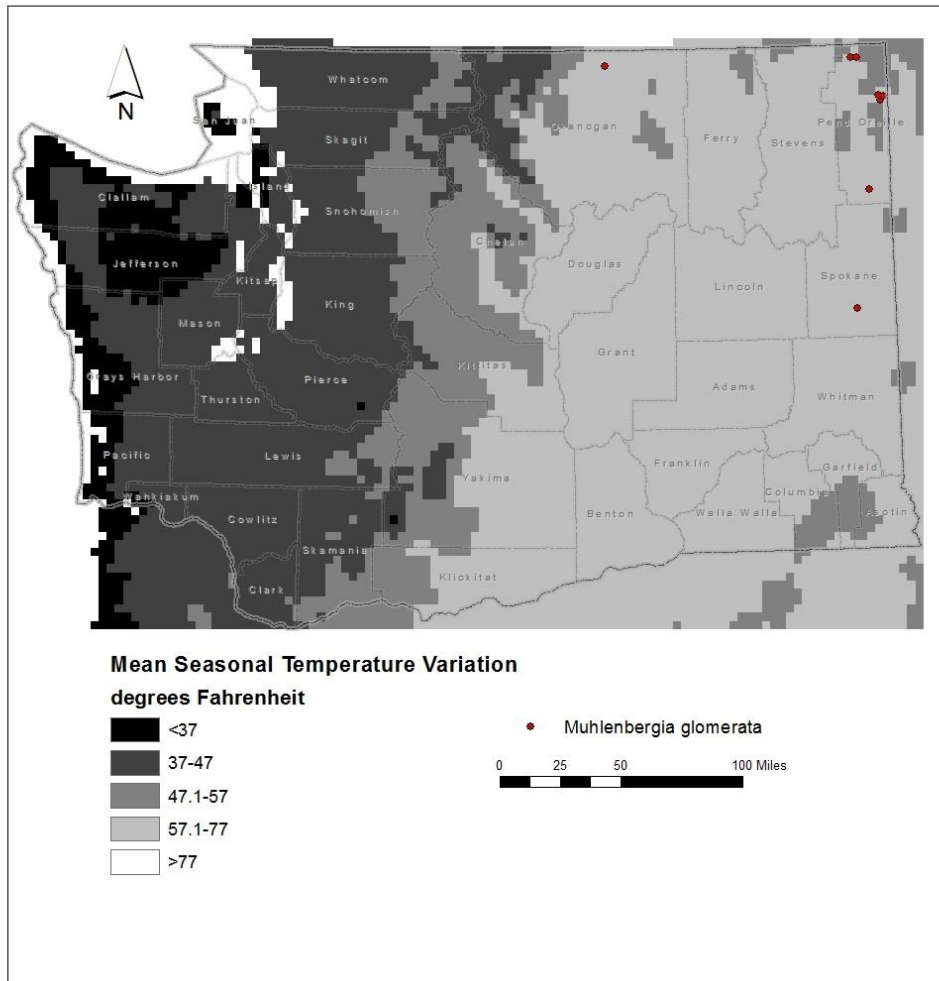 N
Whatcom
San Juan
Skagit
Okanogan
Ferry
Stevens
Pend Oreille
Island
Clallam
Snohomish
Chelan
Jefferson
Kitsap
Douglas
Lincoln
Spokane
King
Mason
Grant
Kittitas
Grays Harbor
Pierce
Adams
Whitman
Thurston
Pacific
Lewis
Yakima
Franklin
Garfield
Wahkiakum
Columbia
Cowlitz
Benton
Walla Walla
Asotin
Skamania
Clark
Klickitat
Mean Seasonal Temperature Variation
degrees Fahrenheit
<37
37-47
47.1-57
57.1-77
>77
Muhlenbergia glomerata
0 25 50 100 Miles